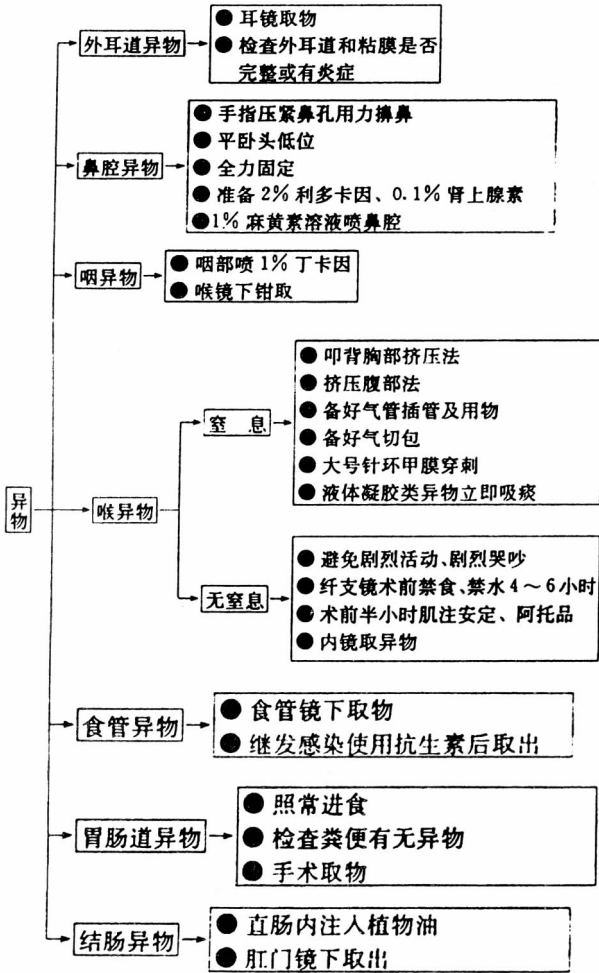 外耳道异物
● 耳镜取物
● 检查外耳道和粘膜是否
完整或有炎症
鼻腔异物
● 手指压紧鼻孔用力擤鼻
● 平卧头低位
● 全力固定
● 准备2%利多卡因、0.1%肾上腺素
● 1%麻黄素溶液喷鼻腔
咽异物
● 咽部喷1%丁卡因
● 喉镜下钳取
异物
喉异物
窒息
● 叩背胸部挤压法
● 挤压腹部法
● 备好气管插管及用物
● 备好气切包
● 大号针环甲膜穿刺
● 液体凝胶类异物立即吸痰
无窒息
● 避免剧烈活动、剧烈哭吵
● 纤支镜术前禁食、禁水4～6小时
● 术前半小时肌注安定、阿托品
● 内镜取异物
食管异物
● 食管镜下取物
● 继发感染使用抗生素后取出
胃肠道异物
● 照常进食
● 检查粪便有无异物
● 手术取物
结肠异物
● 直肠内注入植物油
● 肛门镜下取出